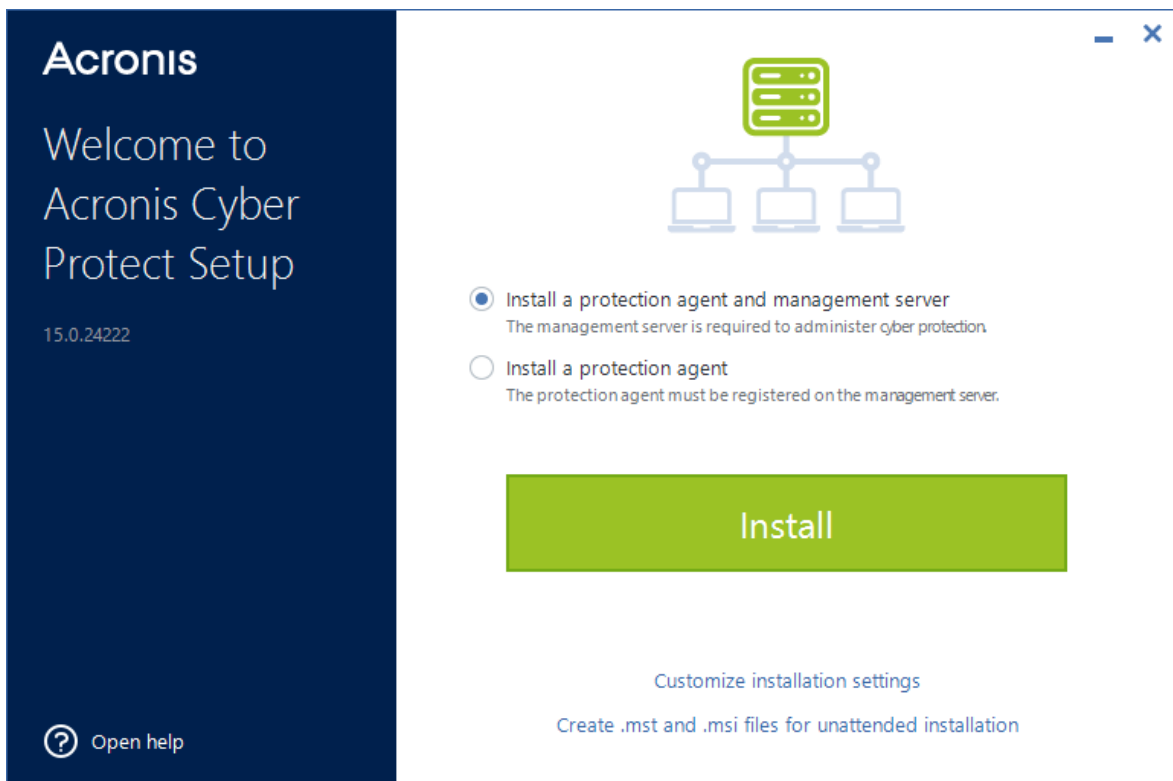 Acronis
Welcome to
Acronis Cyber
Protect Setup
15.0.24222
Install a protection agent and management server
The management server is required to administer cyber protection.
Install a protection agent
The protection agent must be registered on the management server.
Install
Customize installation settings
Create .mst and .msi files for unattended installation
? Open help